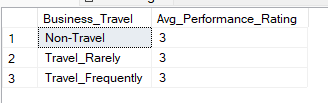 Business_Travel Avg_Performance_Rating
1 Non-Travel 3
2 Travel_Rarely 3
3 Travel_Frequently 3